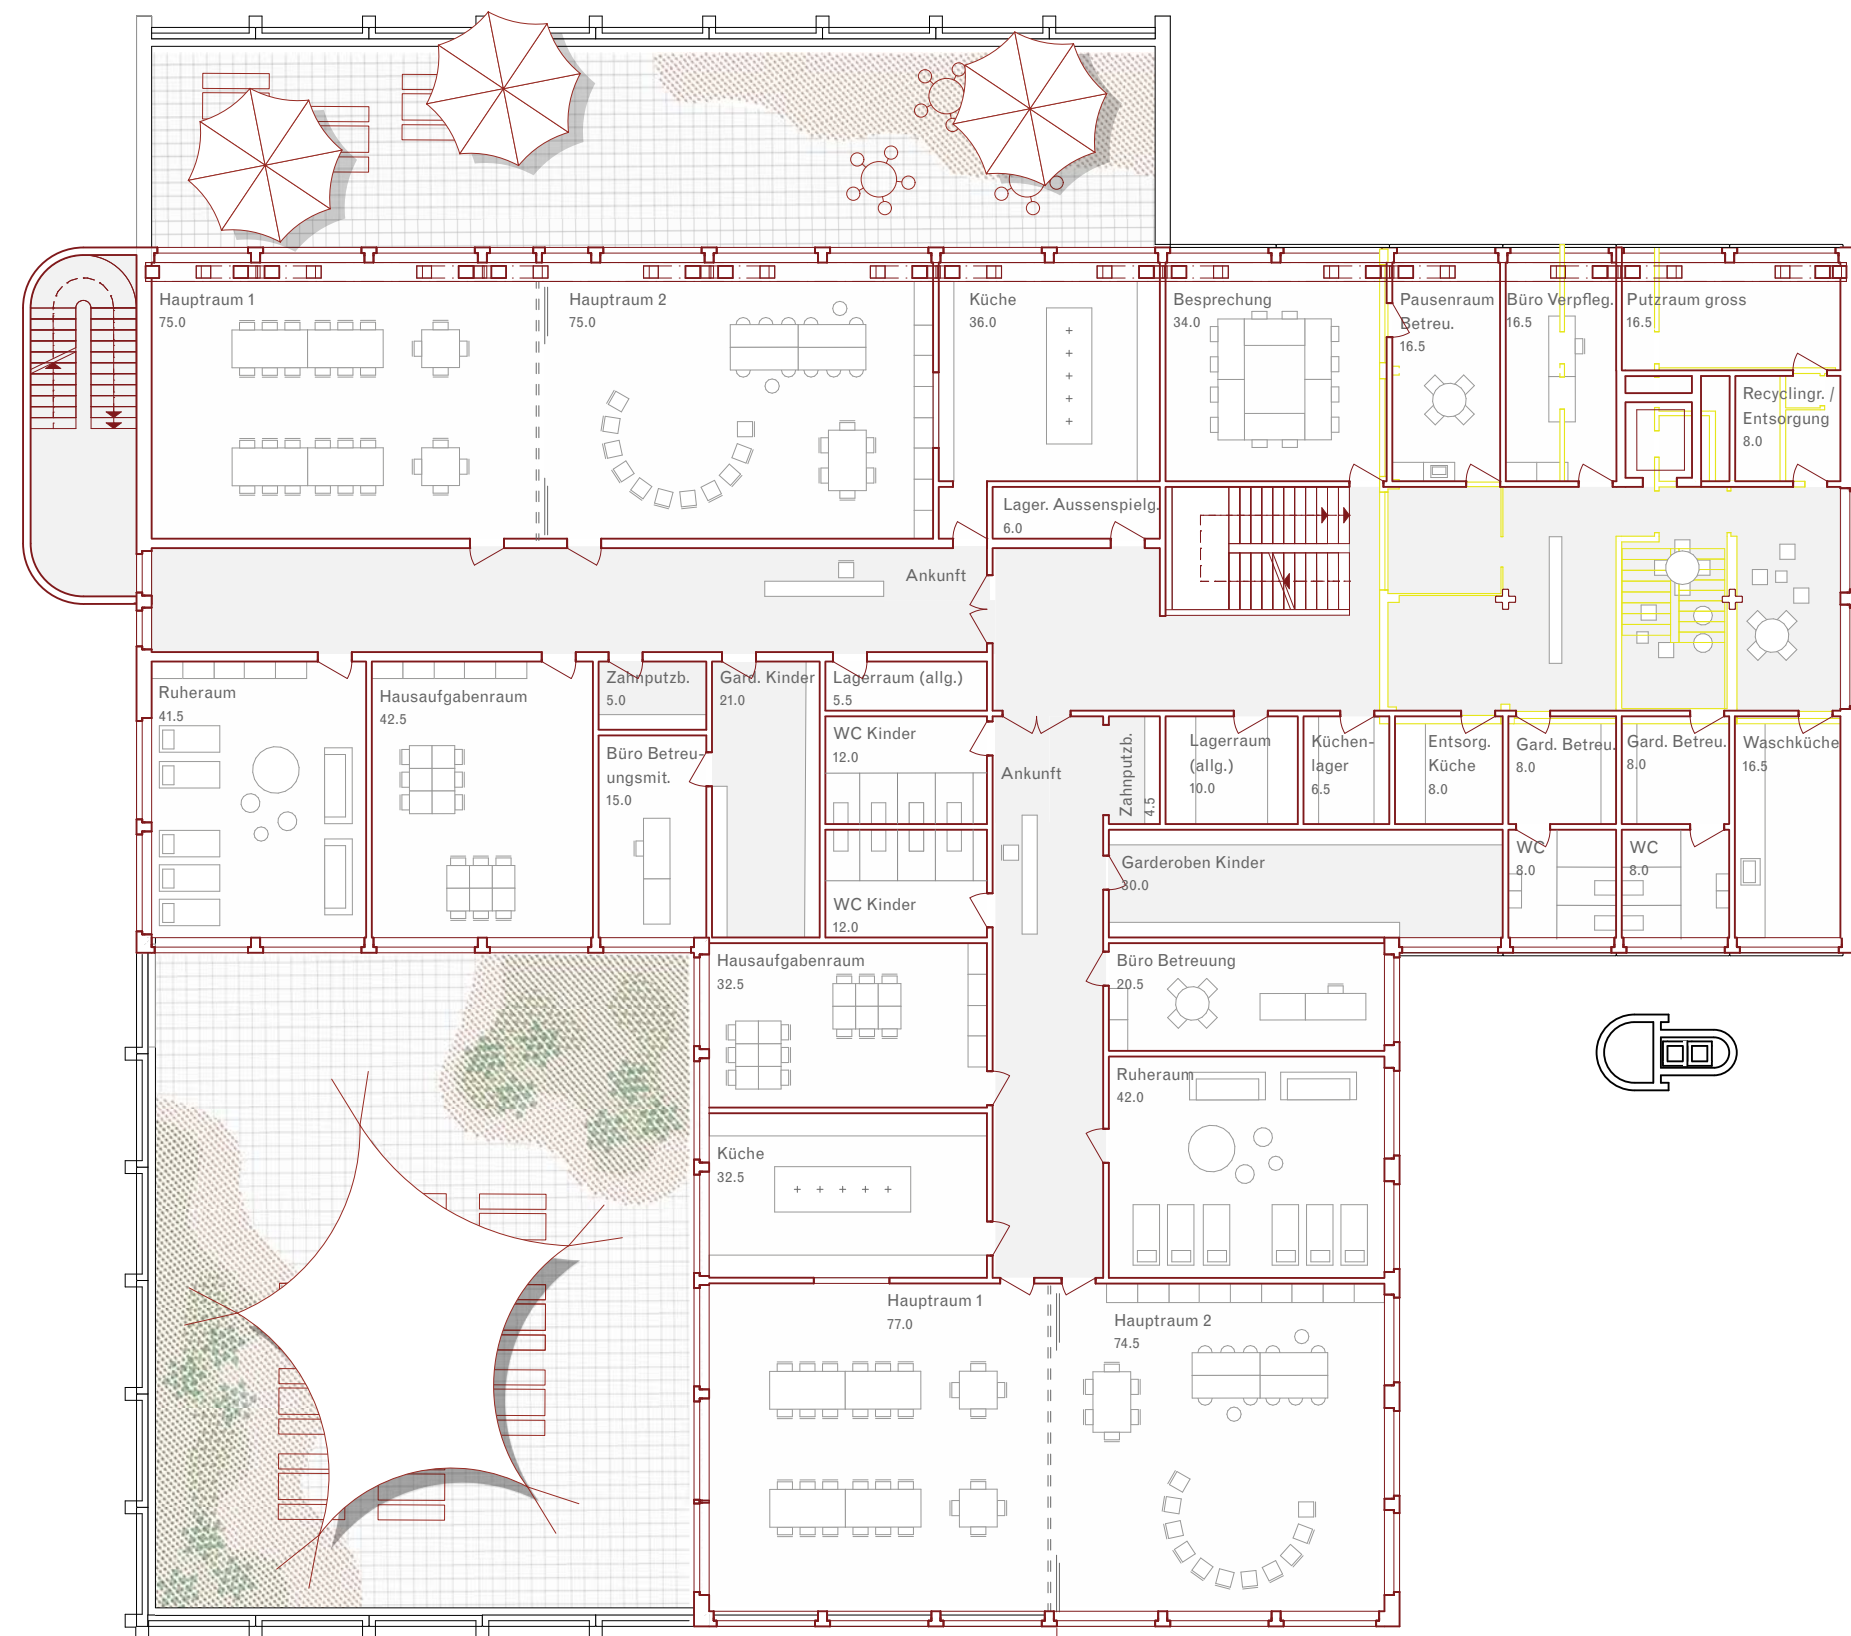 Hauptraum 1
75.0
Hauptraum 2
75.0
Küche
36.0
Besprechung
34.0
Pausenraum
Betreu.
16.5
Büro Verpfleg.
16.5
Putzraum gross
16.5
Recyclingr. /
Entsorgung
8.0
Lager. Aussenspielg.
6.0
Ankunft
Ruheraum
41.5
Hausaufgabenraum
42.5
Zahnputzb.
5.0
Gard. Kinder
21.0
Lagerraum (allg.)
5.5
Büro Betreu-
ungsmit.
15.0
WC Kinder
12.0
WC Kinder
12.0
Ankunft
Zahnputzb.
4.5
Lagerraum
(allg.)
10.0
Küchen-
lager
6.5
Entsorg.
Küche
8.0
Gard. Betreu.
8.0
Gard. Betreu.
8.0
Waschküche
16.5
Garderoben Kinder
30.0
WC
8.0
WC
8.0
Hausaufgabenraum
32.5
Büro Betreuung
20.5
Ruheraum
42.0
Küche
32.5
Hauptraum 1
77.0
Hauptraum 2
74.5